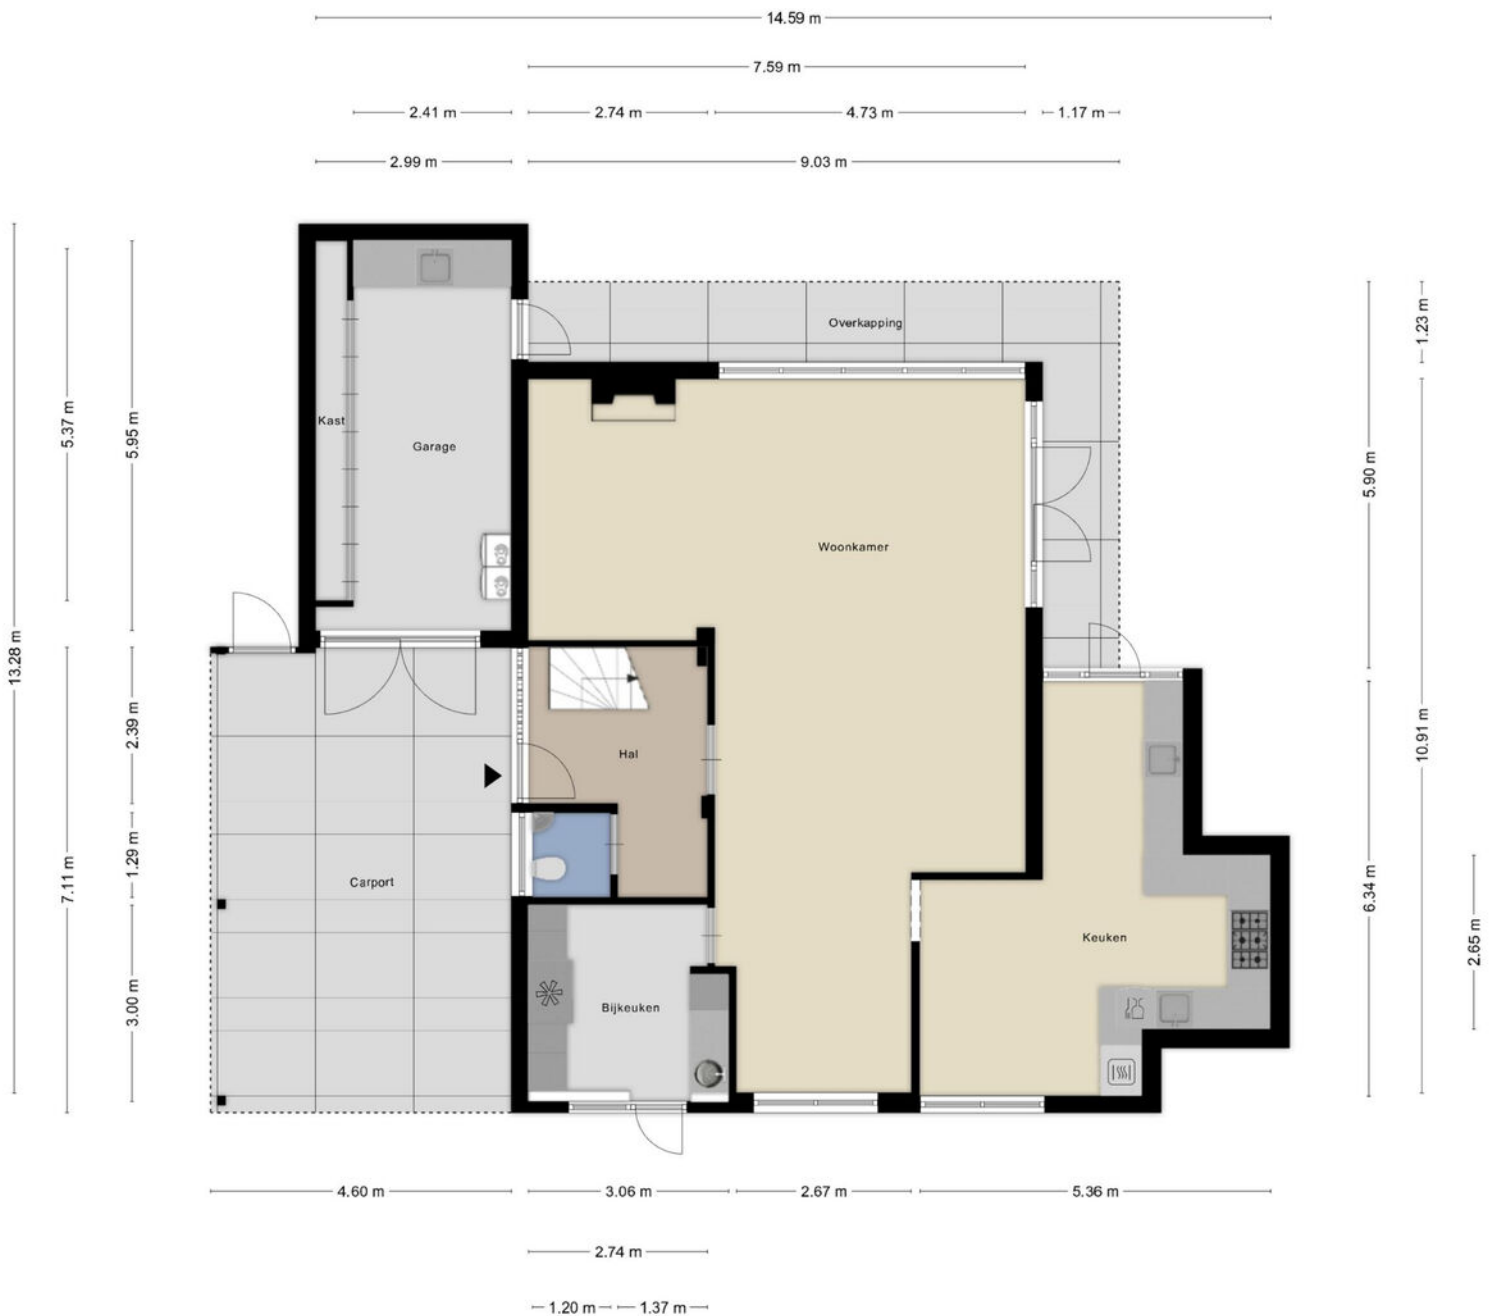 14.59 m
7.59 m
2.41 m
2.74 m
4.73 m
1.17 m
2.99 m
9.03 m
Overkapping
1.23 m
Kast
Garage
5.37 m
5.95 m
5.90 m
Woonkamer
13.28 m
2.39 m
Hal
10.91 m
1.29 m
7.11 m
Carport
6.34 m
Keuken
2.65 m
3.00 m
Bijkeuken
4.60 m
3.06 m
2.67 m
5.36 m
2.74 m
1.20 m
1.37 m